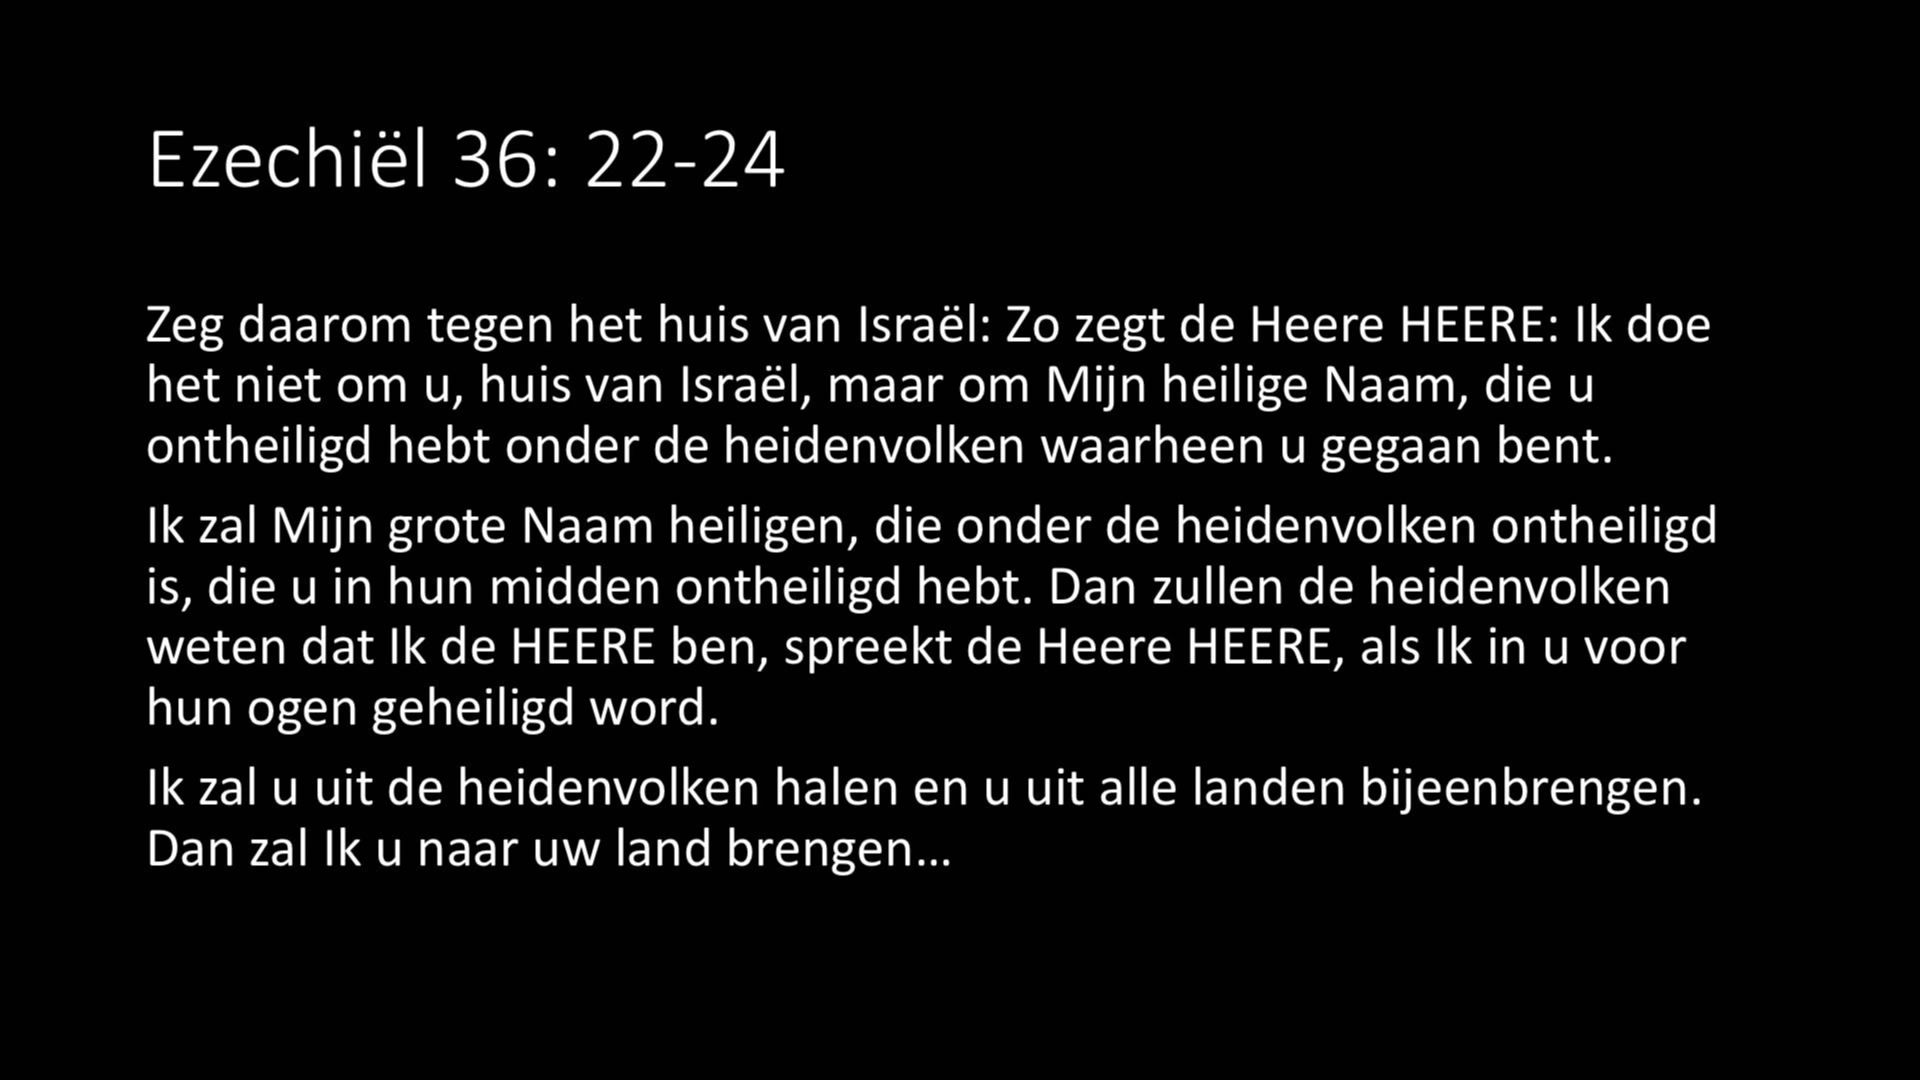 Ezechiël 36: 22-24
Zeg daarom tegen het huis van Israël: Zo zegt de Heere HEERE: Ik doe
het niet om u, huis van Israël, maar om Mijn heilige Naam, die u
ontheiligd hebt onder de heidenvolken waarheen u gegaan bent.
Ik zal Mijn grote Naam heiligen, die onder de heidenvolken ontheiligd
is, die u in hun midden ontheiligd hebt. Dan zullen de heidenvolken
weten dat Ik de HEERE ben, spreekt de Heere HEERE, als Ik in u voor
hun ogen geheiligd word.
Ik zal u uit de heidenvolken halen en u uit alle landen bijeenbrengen.
Dan zal Ik u naar uw land brengen…